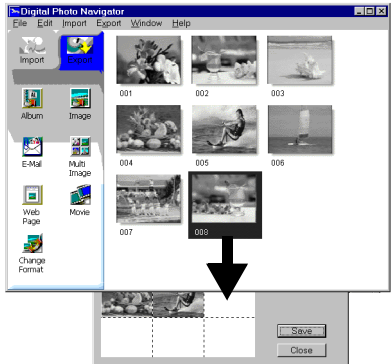 Digital Photo Navigator
File Edit Import Export Window Help
Import Export
001 002 003
Album Image
004 005 006
E-Mail Multi Image
Web Page Movie
007 008
Change Format
Save
Close